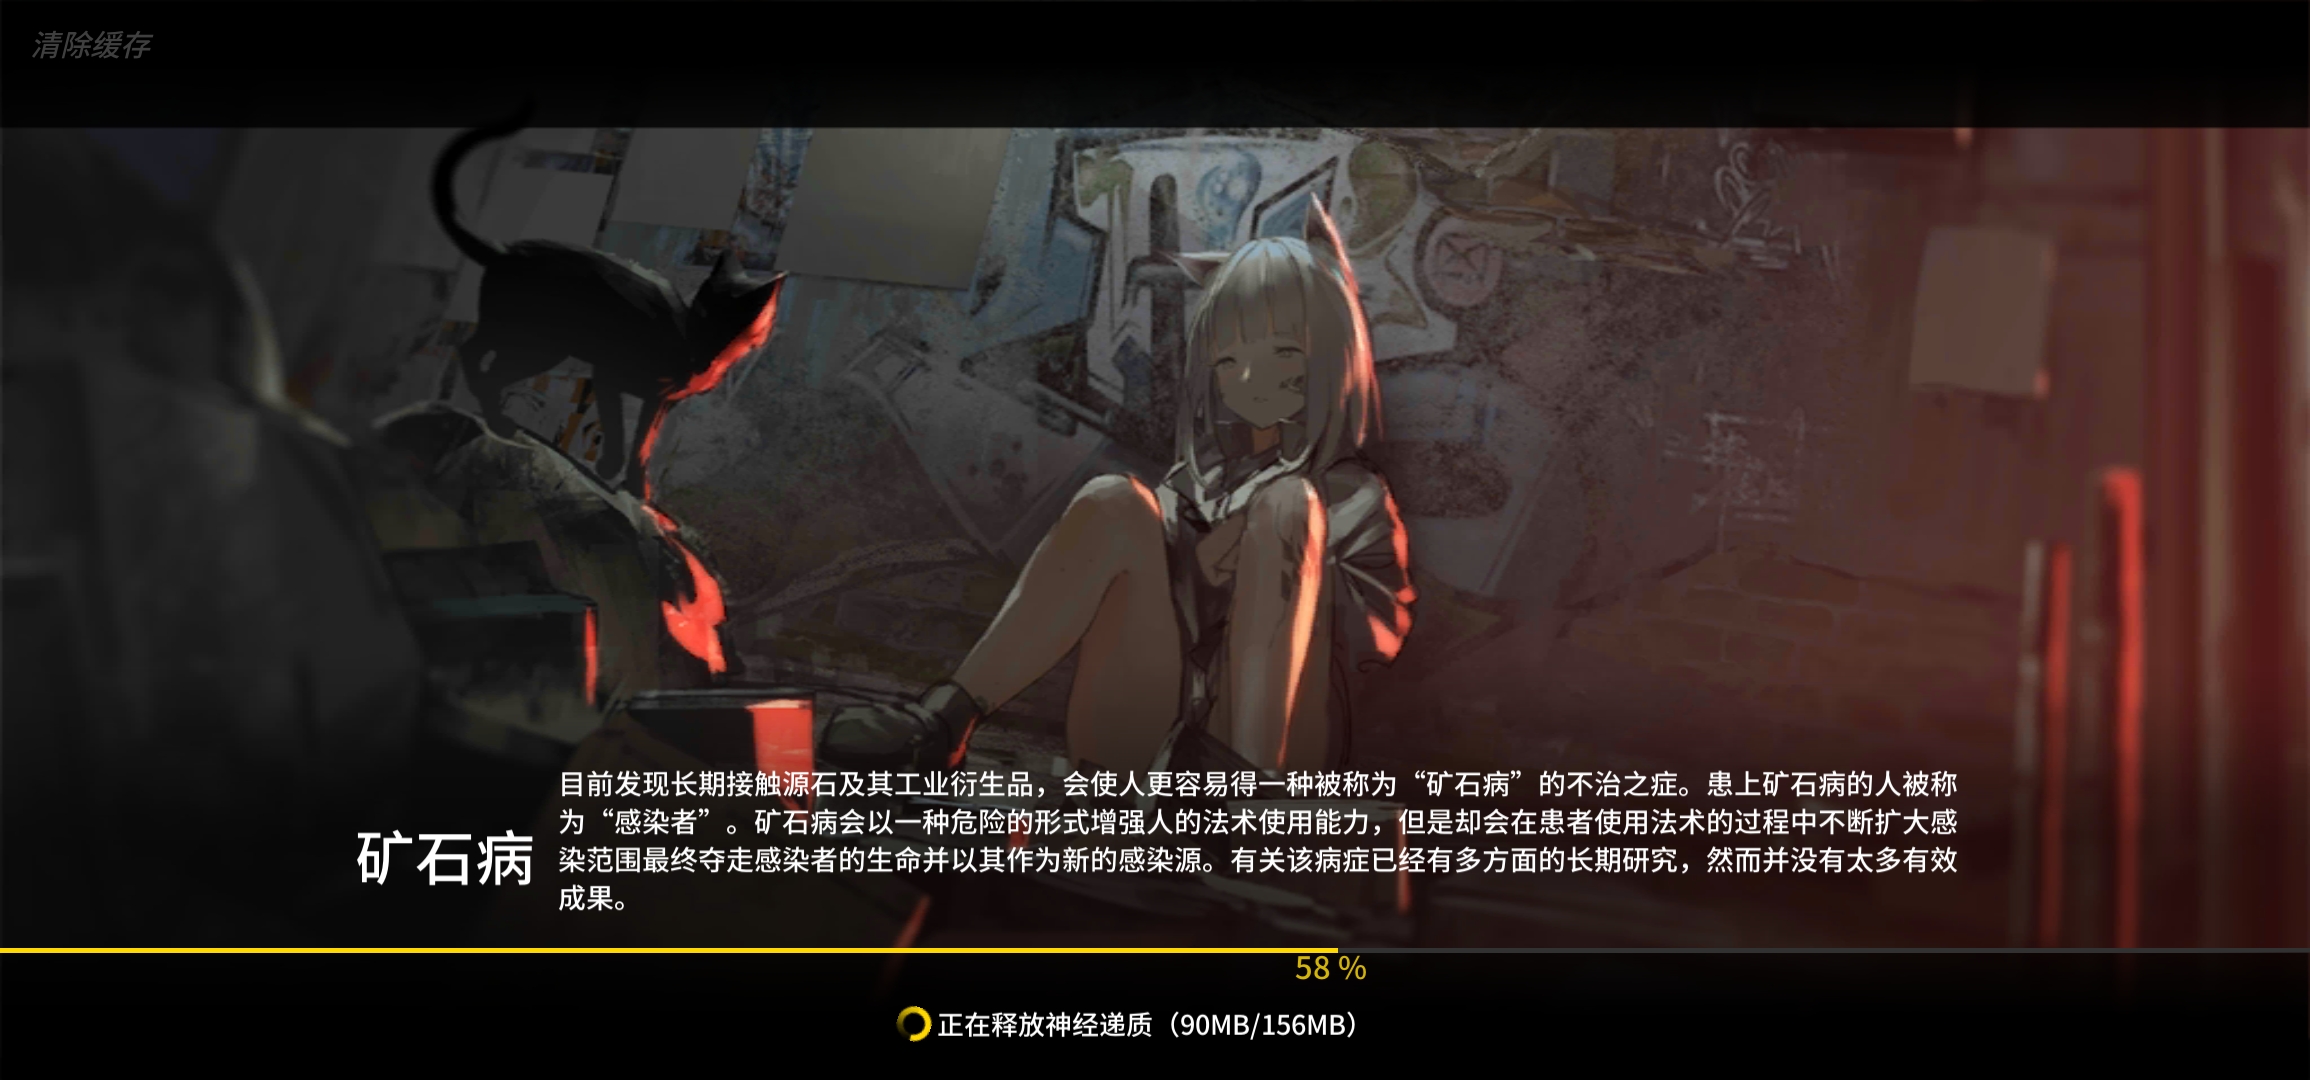 清除缓存
矿石病
目前发现长期接触源石及其工业衍生品，会使人更容易得一种被称为“矿石病”的不治之症。患上矿石病的人被称
为“感染者”。矿石病会以一种危险的形式增强人的法术使用能力，但是却会在患者使用法术的过程中不断扩大感
染范围最终夺走感染者的生命并以其作为新的感染源。有关该病症已经有多方面的长期研究，然而并没有太多有效
成果。
58 %
正在释放神经递质（90MB/156MB）